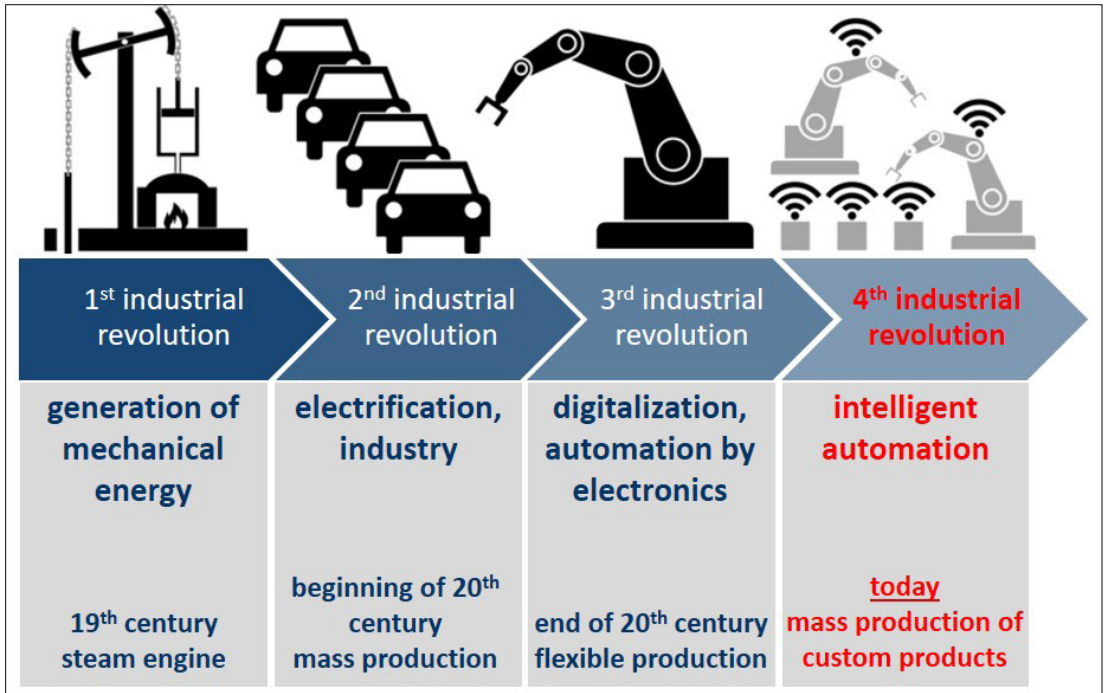 1st industrial
revolution
2nd industrial
revolution
3rd industrial
revolution
4th industrial
revolution
generation of
mechanical
energy
electrification,
industry
digitalization,
automation by
electronics
intelligent
automation
19th century
steam engine
beginning of 20th
century
mass production
end of 20th century
flexible production
today
mass production of
custom products